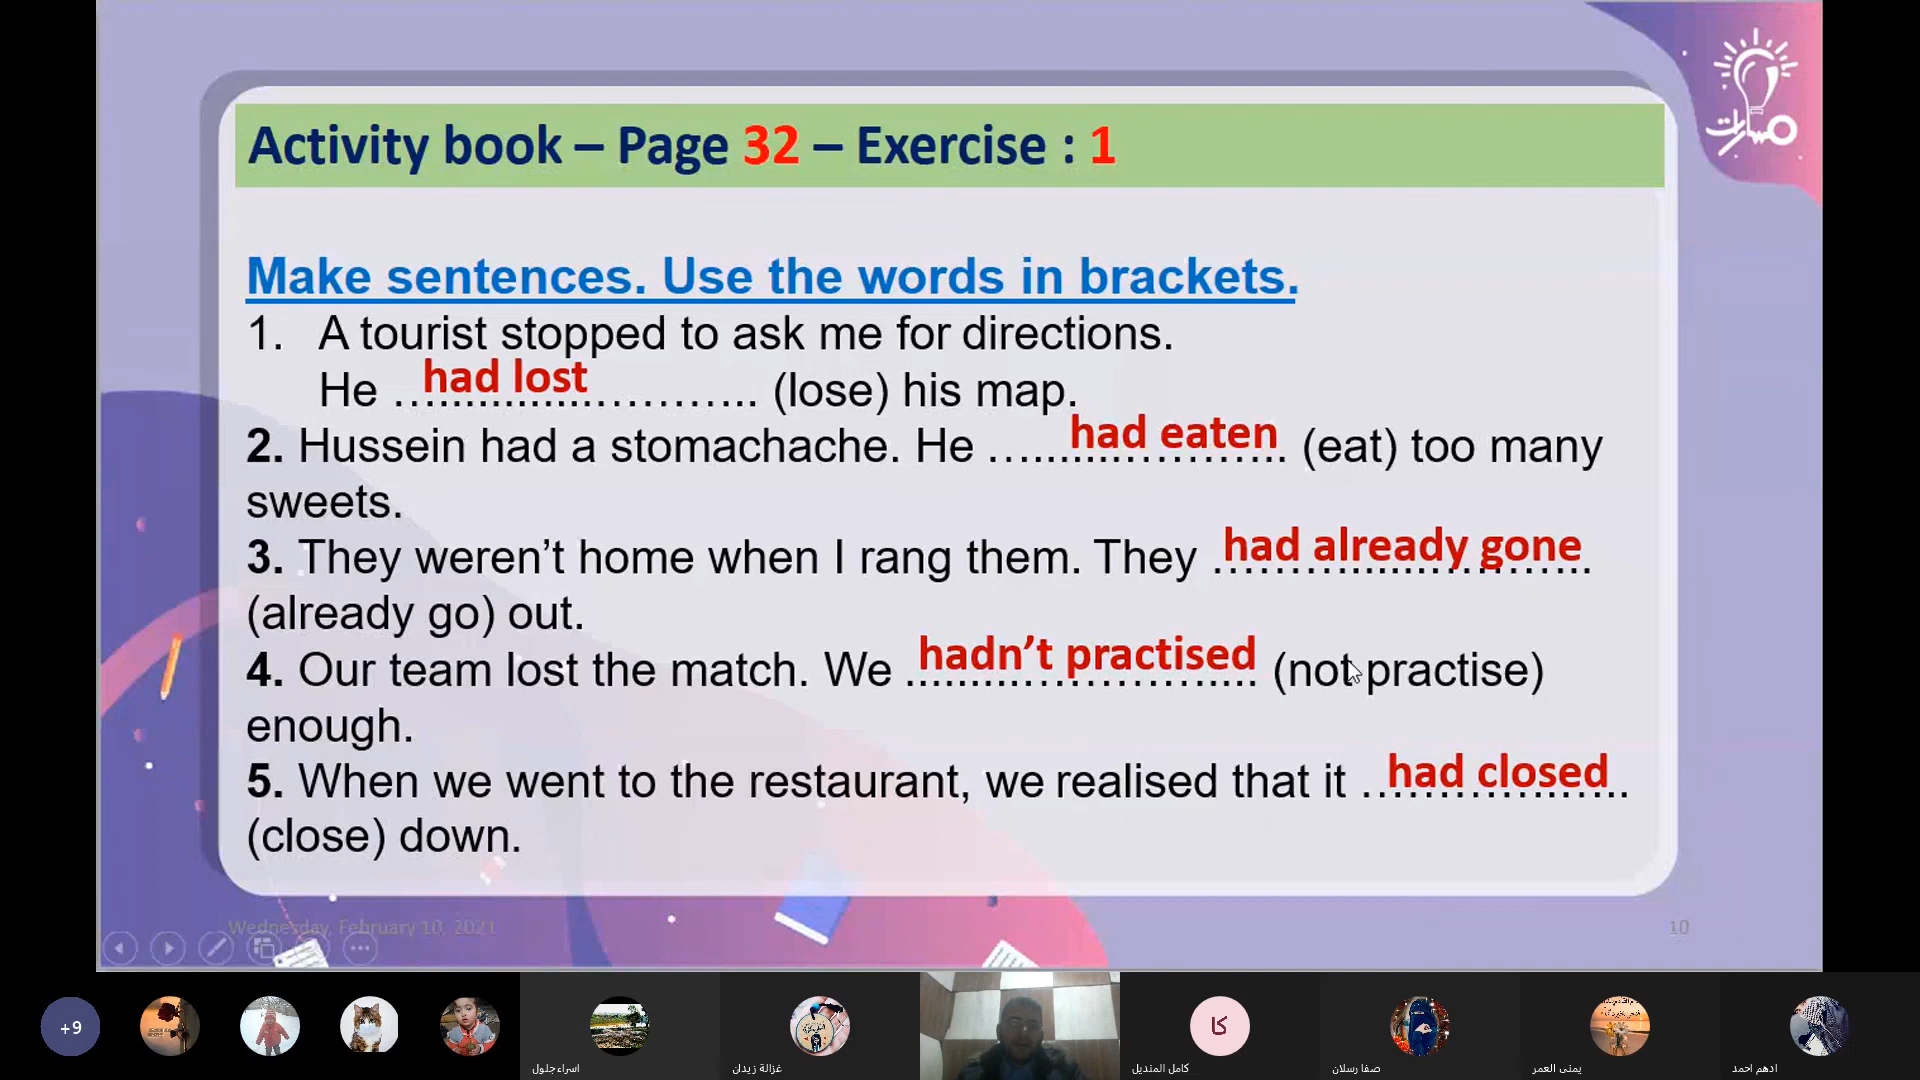 مسارات
Activity book – Page 32 – Exercise : 1
Make sentences. Use the words in brackets.
1. A tourist stopped to ask me for directions.
He ….............……….. had lost (lose) his map.
2. Hussein had a stomachache. He …......……….. had eaten (eat) too many
sweets.
3. They weren’t home when I rang them. They ………......……….. had already gone
(already go) out.
4. Our team lost the match. We .........……………..... hadn’t practised (not practise)
enough.
5. When we went to the restaurant, we realised that it ……………….. had closed
(close) down.
Wednesday, February 10, 2021
10
+9
اسراء جلول
غزالة زيدان
كا
كامل المنديل
صفا رسلان
يمنى العمر
ادهم احمد